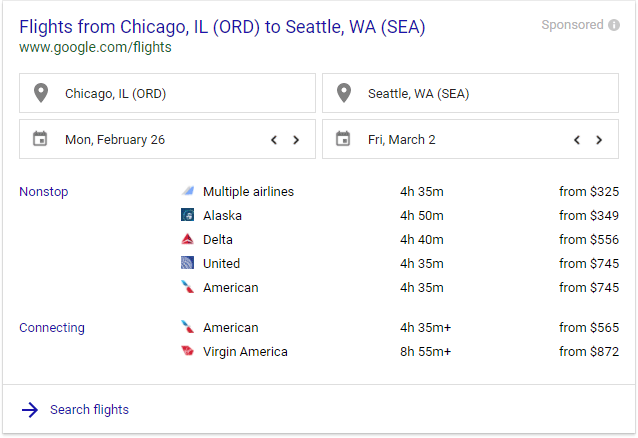 Flights from Chicago, IL (ORD) to Seattle, WA (SEA) Sponsored
www.google.com/flights
Chicago, IL (ORD) Seattle, WA (SEA)
Mon, February 26 Fri, March 2
Nonstop Multiple airlines 4h 35m from $325
Alaska 4h 50m from $349
Delta 4h 40m from $556
United 4h 35m from $745
American 4h 35m from $745
Connecting American 4h 35m+ from $565
Virgin America 8h 55m+ from $872
Search flights